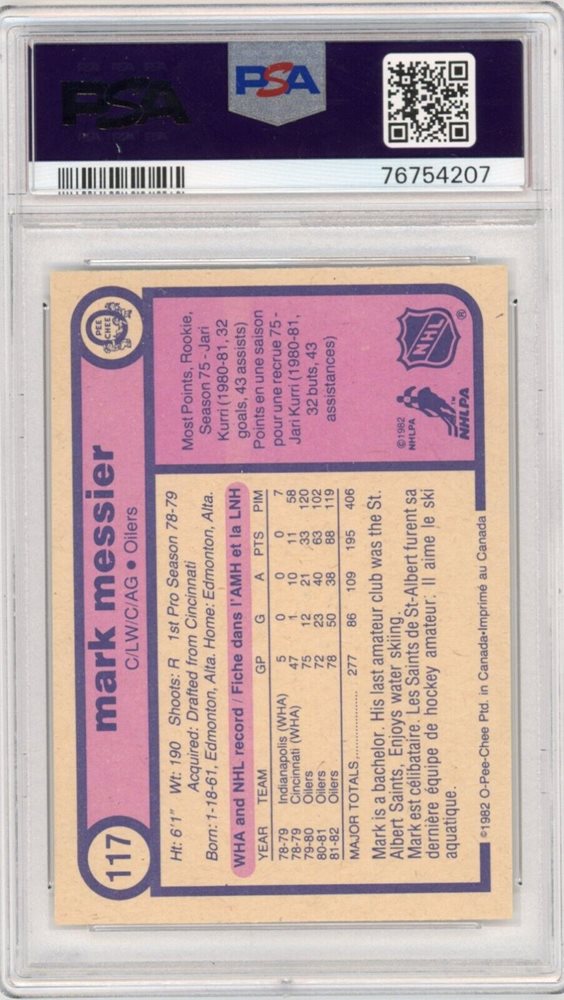 PSA
PSA
76754207
O
PEE
CHEE
117
mark messier
C/LW/C/AG • Oilers
Ht: 6'1" Wt: 190 Shoots: R 1st Pro Season 78-79
Acquired: Drafted from Cincinnati
Born: 1-18-61, Edmonton, Alta. Home: Edmonton, Alta.
WHA and NHL record / Fiche dans l'AMH et la LNH
YEAR TEAM GP G A PTS PIM
78-79 Indianapolis (WHA) 5 0 0 0 7
78-79 Cincinnati (WHA) 47 1 10 11 58
79-80 Oilers 75 12 21 33 120
80-81 Oilers 72 23 40 63 102
81-82 Oilers 78 50 38 88 119
MAJOR TOTALS.............. 277 86 109 195 406
Mark is a bachelor. His last amateur club was the St.
Albert Saints. Enjoys water skiing.
Mark est célibataire. Les Saints de St-Albert furent sa
dernière équipe de hockey amateur. Il aime le ski
aquatique.
©1982 O-Pee-Chee Ptd. in Canada-Imprimé au Canada
Most Points, Rookie,
Season 75 - Jari
Kurri (1980-81, 32
goals, 43 assists)
Points en une saison
pour une recrue 75 -
Jari Kurri (1980-81,
32 buts, 43
assistances)
©1982
NHLPA
NHLPA
TM
NHL
®